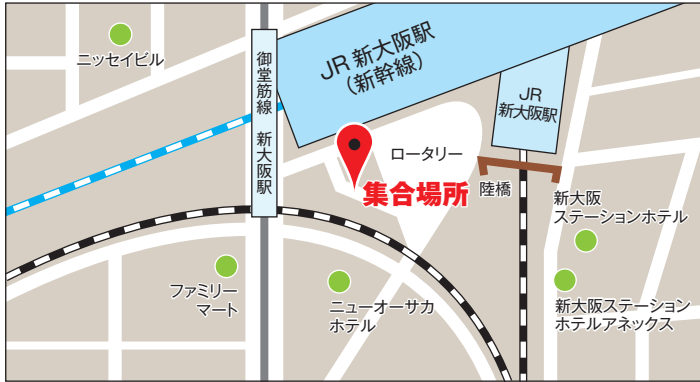 ニッセイビル
御堂筋線 新大阪駅
JR 新大阪駅
（新幹線）
JR
新大阪駅
ロータリー
集合場所
陸橋
新大阪
ステーションホテル
ファミリー
マート
ニューオーサカ
ホテル
新大阪ステーション
ホテルアネックス